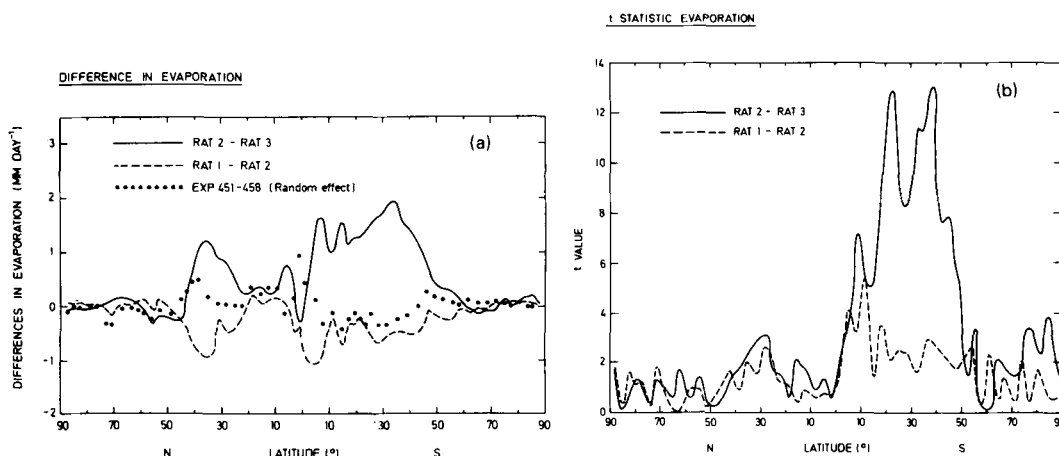 DIFFERENCE IN EVAPORATION
(a)
RAT 2 - RAT 3
RAT 1 - RAT 2
EXP 451-458 (Random effect)
DIFFERENCES IN EVAPORATION (MM DAY⁻¹)
3
2
1
0
-1
-2
90 70 50 30 10 10 30 50 70 90
N LATITUDE (°) S
t STATISTIC EVAPORATION
(b)
RAT 2 - RAT 3
RAT 1 - RAT 2
t VALUE
14
12
10
8
6
4
2
0
90 70 50 30 10 10 30 50 70 9
N LATITUDE (°) S